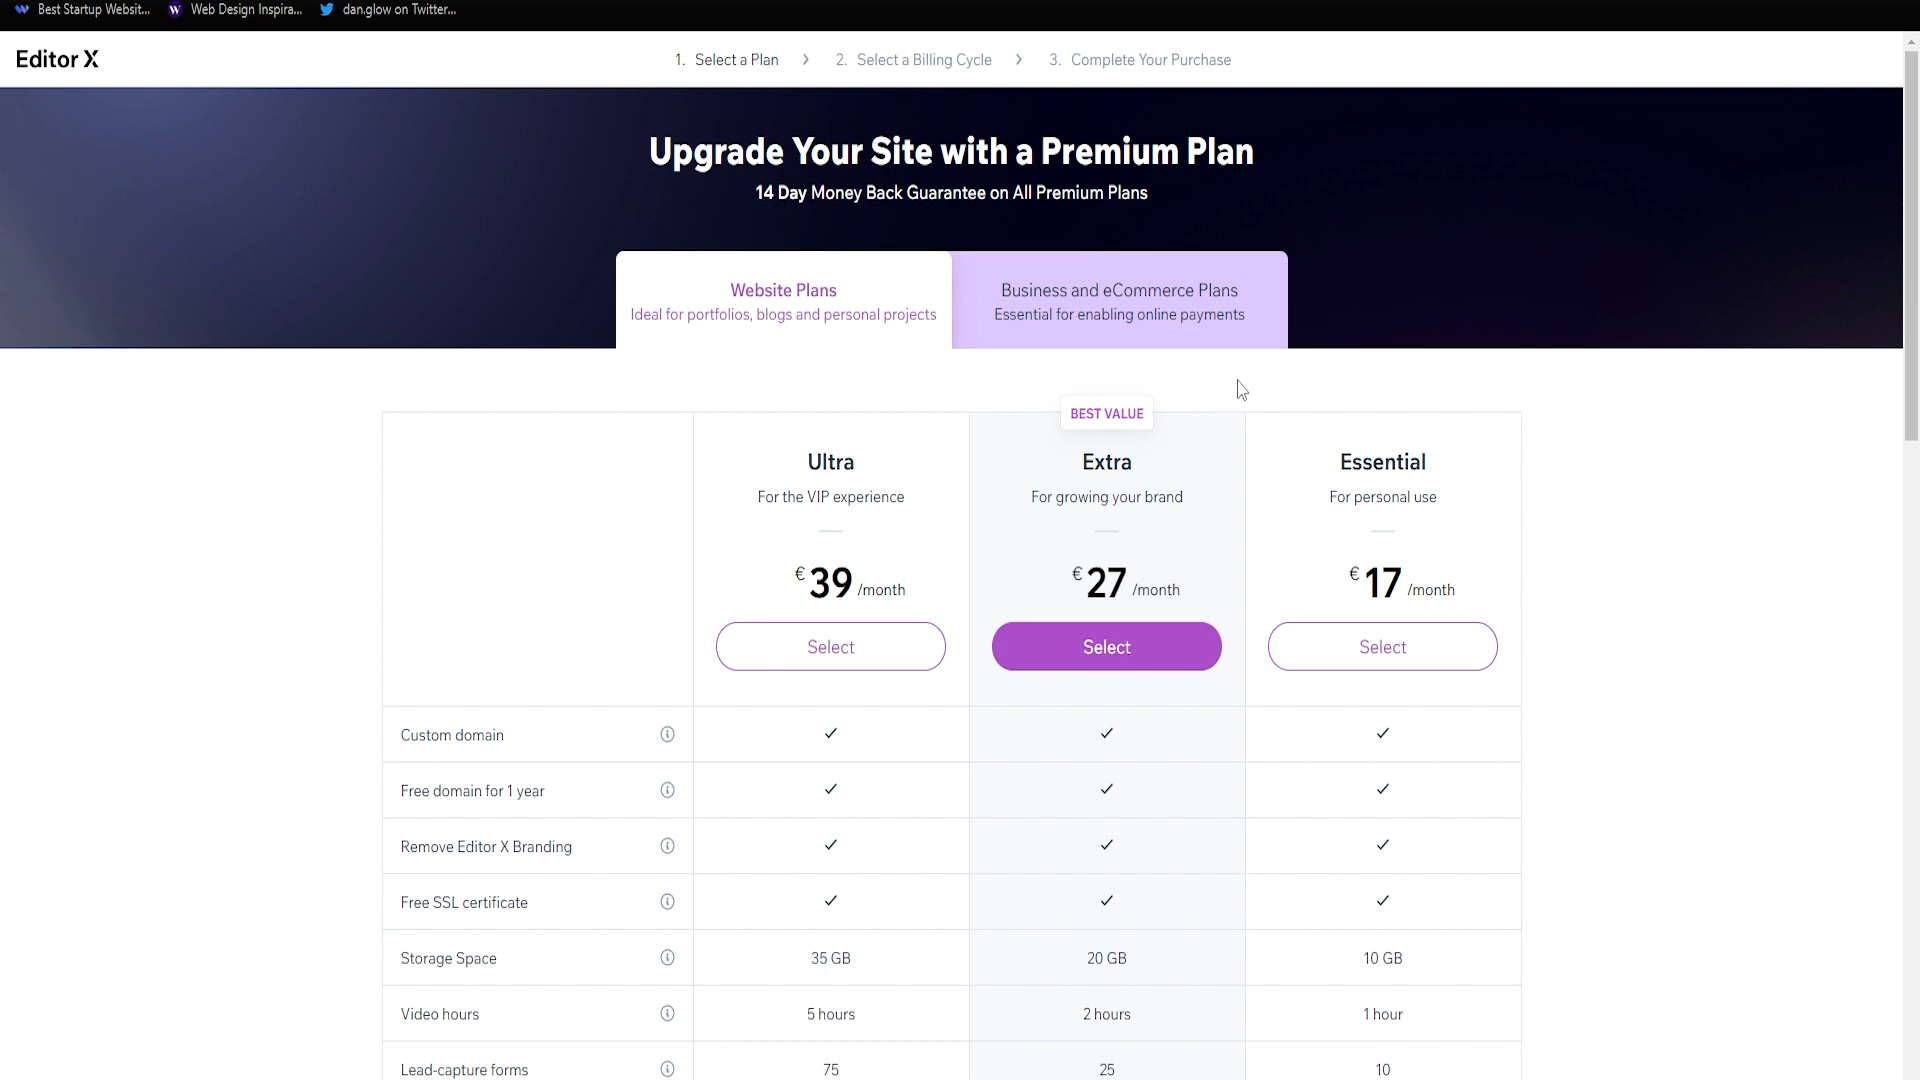 Best Startup Websit... Web Design Inspira... dan.glow on Twitter...
Editor X
1. Select a Plan 2. Select a Billing Cycle 3. Complete Your Purchase
Upgrade Your Site with a Premium Plan
14 Day Money Back Guarantee on All Premium Plans
Website Plans
Ideal for portfolios, blogs and personal projects
Business and eCommerce Plans
Essential for enabling online payments
BEST VALUE
Ultra Extra Essential
For the VIP experience For growing your brand For personal use
€ 39 /month € 27 /month € 17 /month
Select Select Select
Custom domain
Free domain for 1 year
Remove Editor X Branding
Free SSL certificate
Storage Space 35 GB 20 GB 10 GB
Video hours 5 hours 2 hours 1 hour
Lead-capture forms 75 25 10